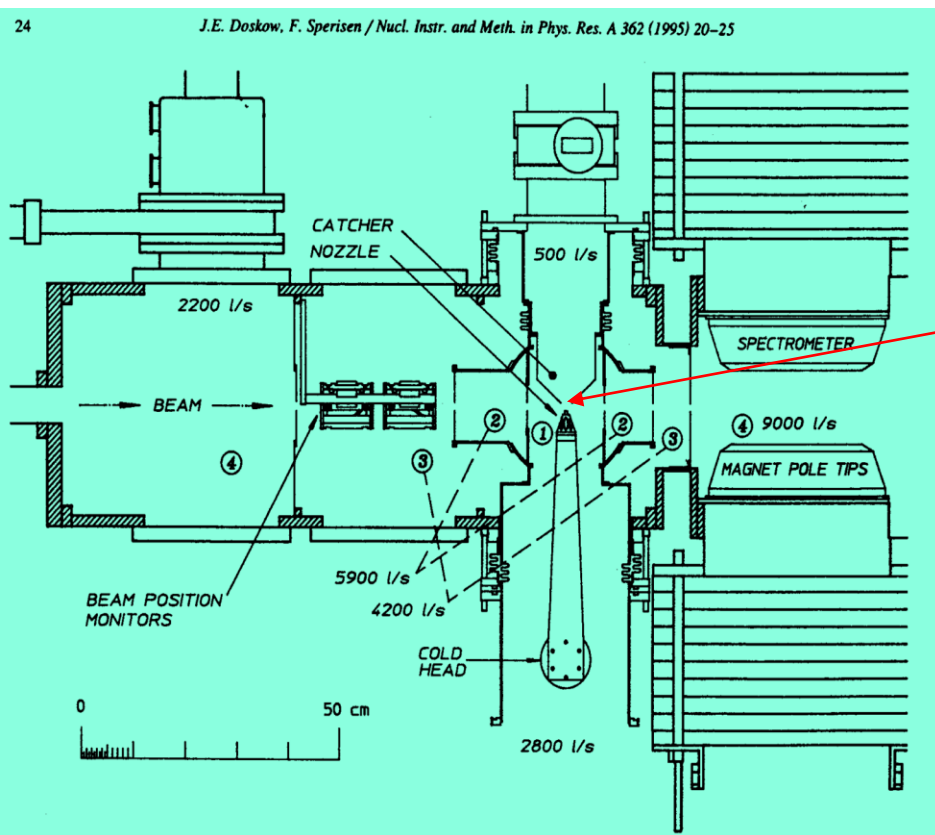 24
J.E. Doskow, F. Sperisen / Nucl. Instr. and Meth. in Phys. Res. A 362 (1995) 20–25
CATCHER
NOZZLE
500 l/s
2200 l/s
SPECTROMETER
BEAM
② ① ② ③ ④ 9000 l/s
④ ③
MAGNET POLE TIPS
5900 l/s
4200 l/s
BEAM POSITION
MONITORS
COLD
HEAD
0 50 cm
2800 l/s